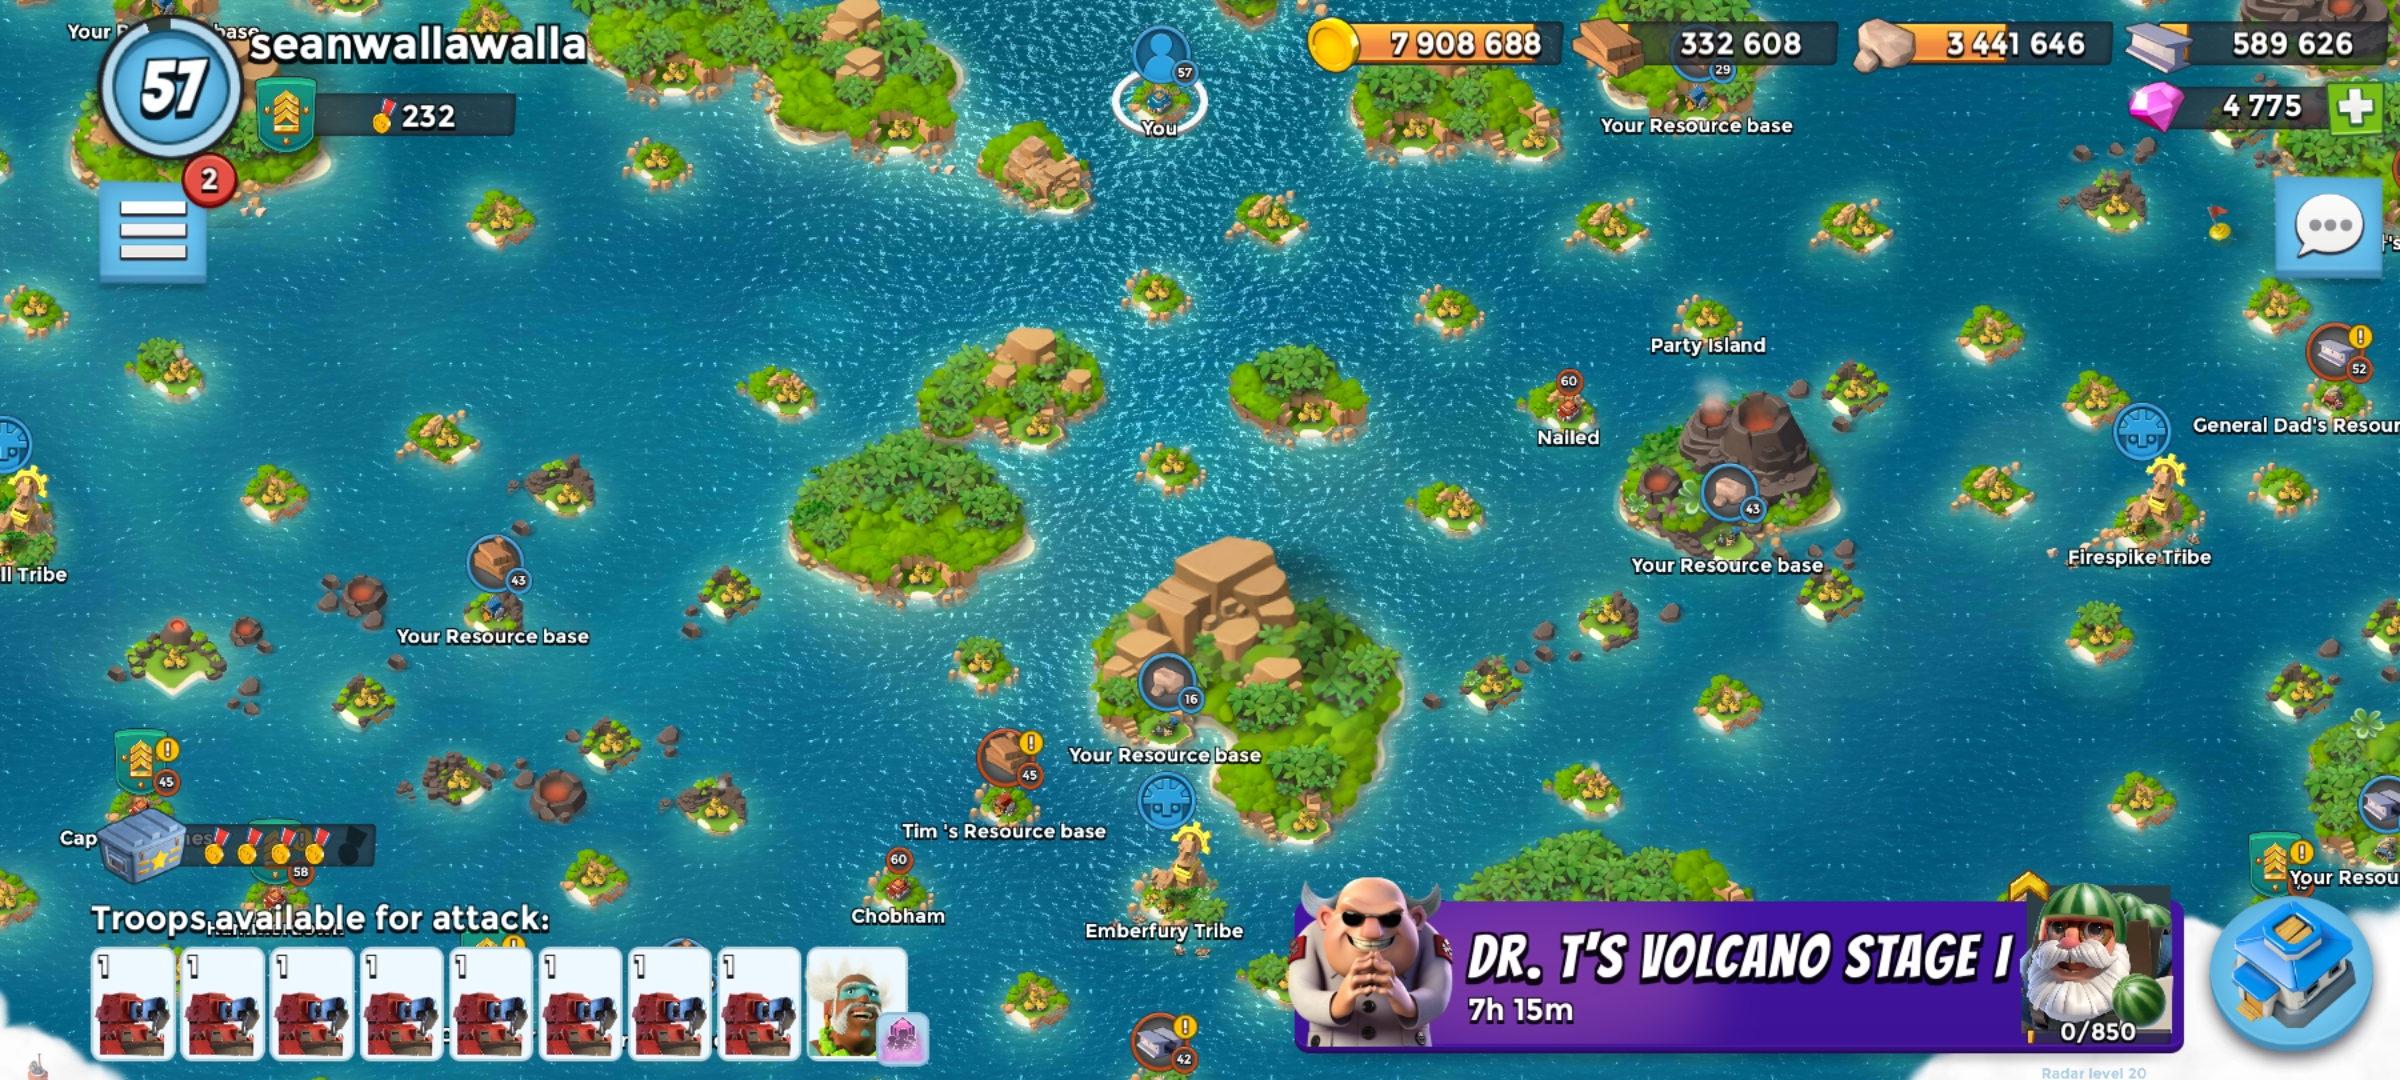 57
seanwallawalla
232
2
You
57
7 908 688
332 608
3 441 646
589 626
4 775
29
Your Resource base
Party Island
60
Nailed
52
General Dad's Resour
43
Your Resource base
Firespike Tribe
ll Tribe
43
Your Resource base
16
Your Resource base
45
Tim 's Resource base
45
Cap
58
60
Chobham
Emberfury Tribe
Your Resou
Troops available for attack:
1
1
1
1
1
1
1
1
42
DR. T'S VOLCANO STAGE I
7h 15m
0/850
Radar level 20